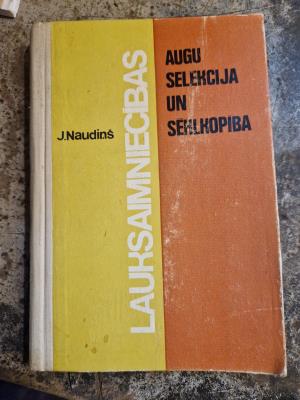 J.Naudiņš
LAUKSAIMNIECĪBAS
AUGU
SELEKCIJA
UN
SĒKLKOPĪBA